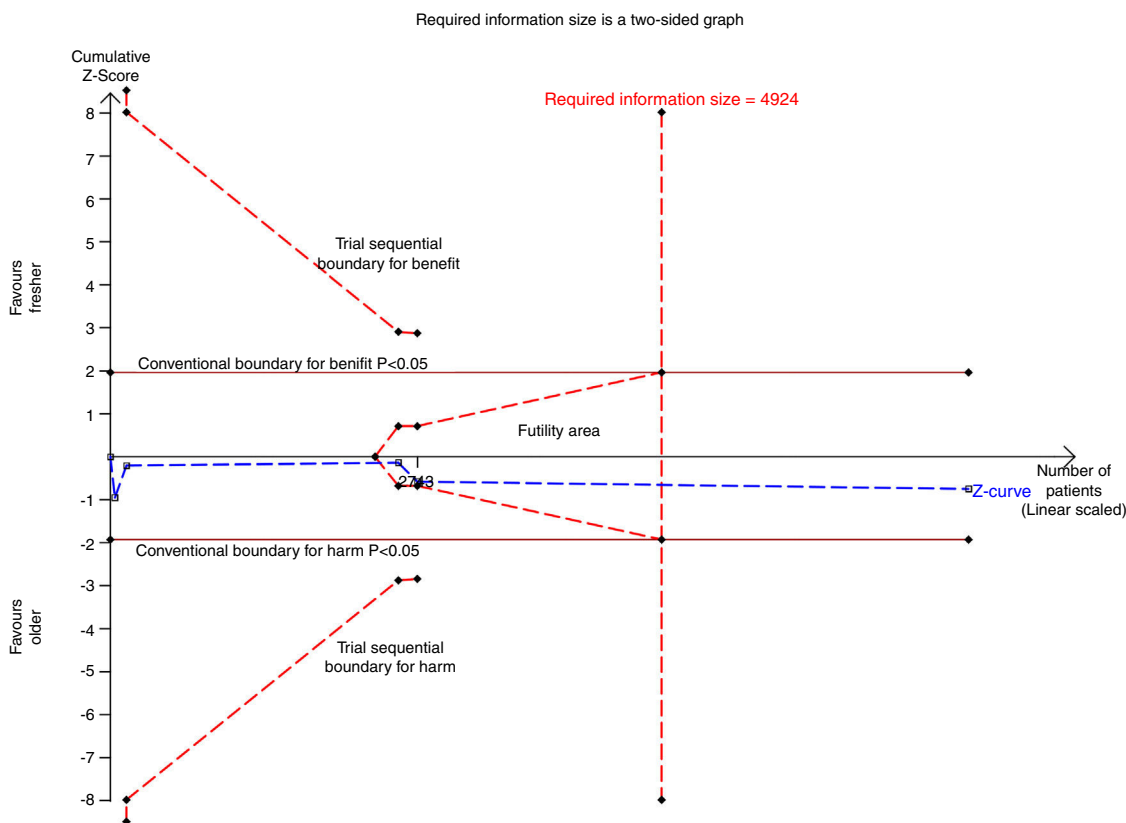 Required information size is a two-sided graph
Cumulative
Z-Score
Required information size = 4924
8
7
6
5
4
3
2
1
-1
-2
-3
-4
-5
-6
-7
-8
Favours
fresher
Favours
older
Trial sequential
boundary for benefit
Conventional boundary for benifit P<0.05
Futility area
2743
Number of
patients
(Linear scaled)
Z-curve
Conventional boundary for harm P<0.05
Trial sequential
boundary for harm